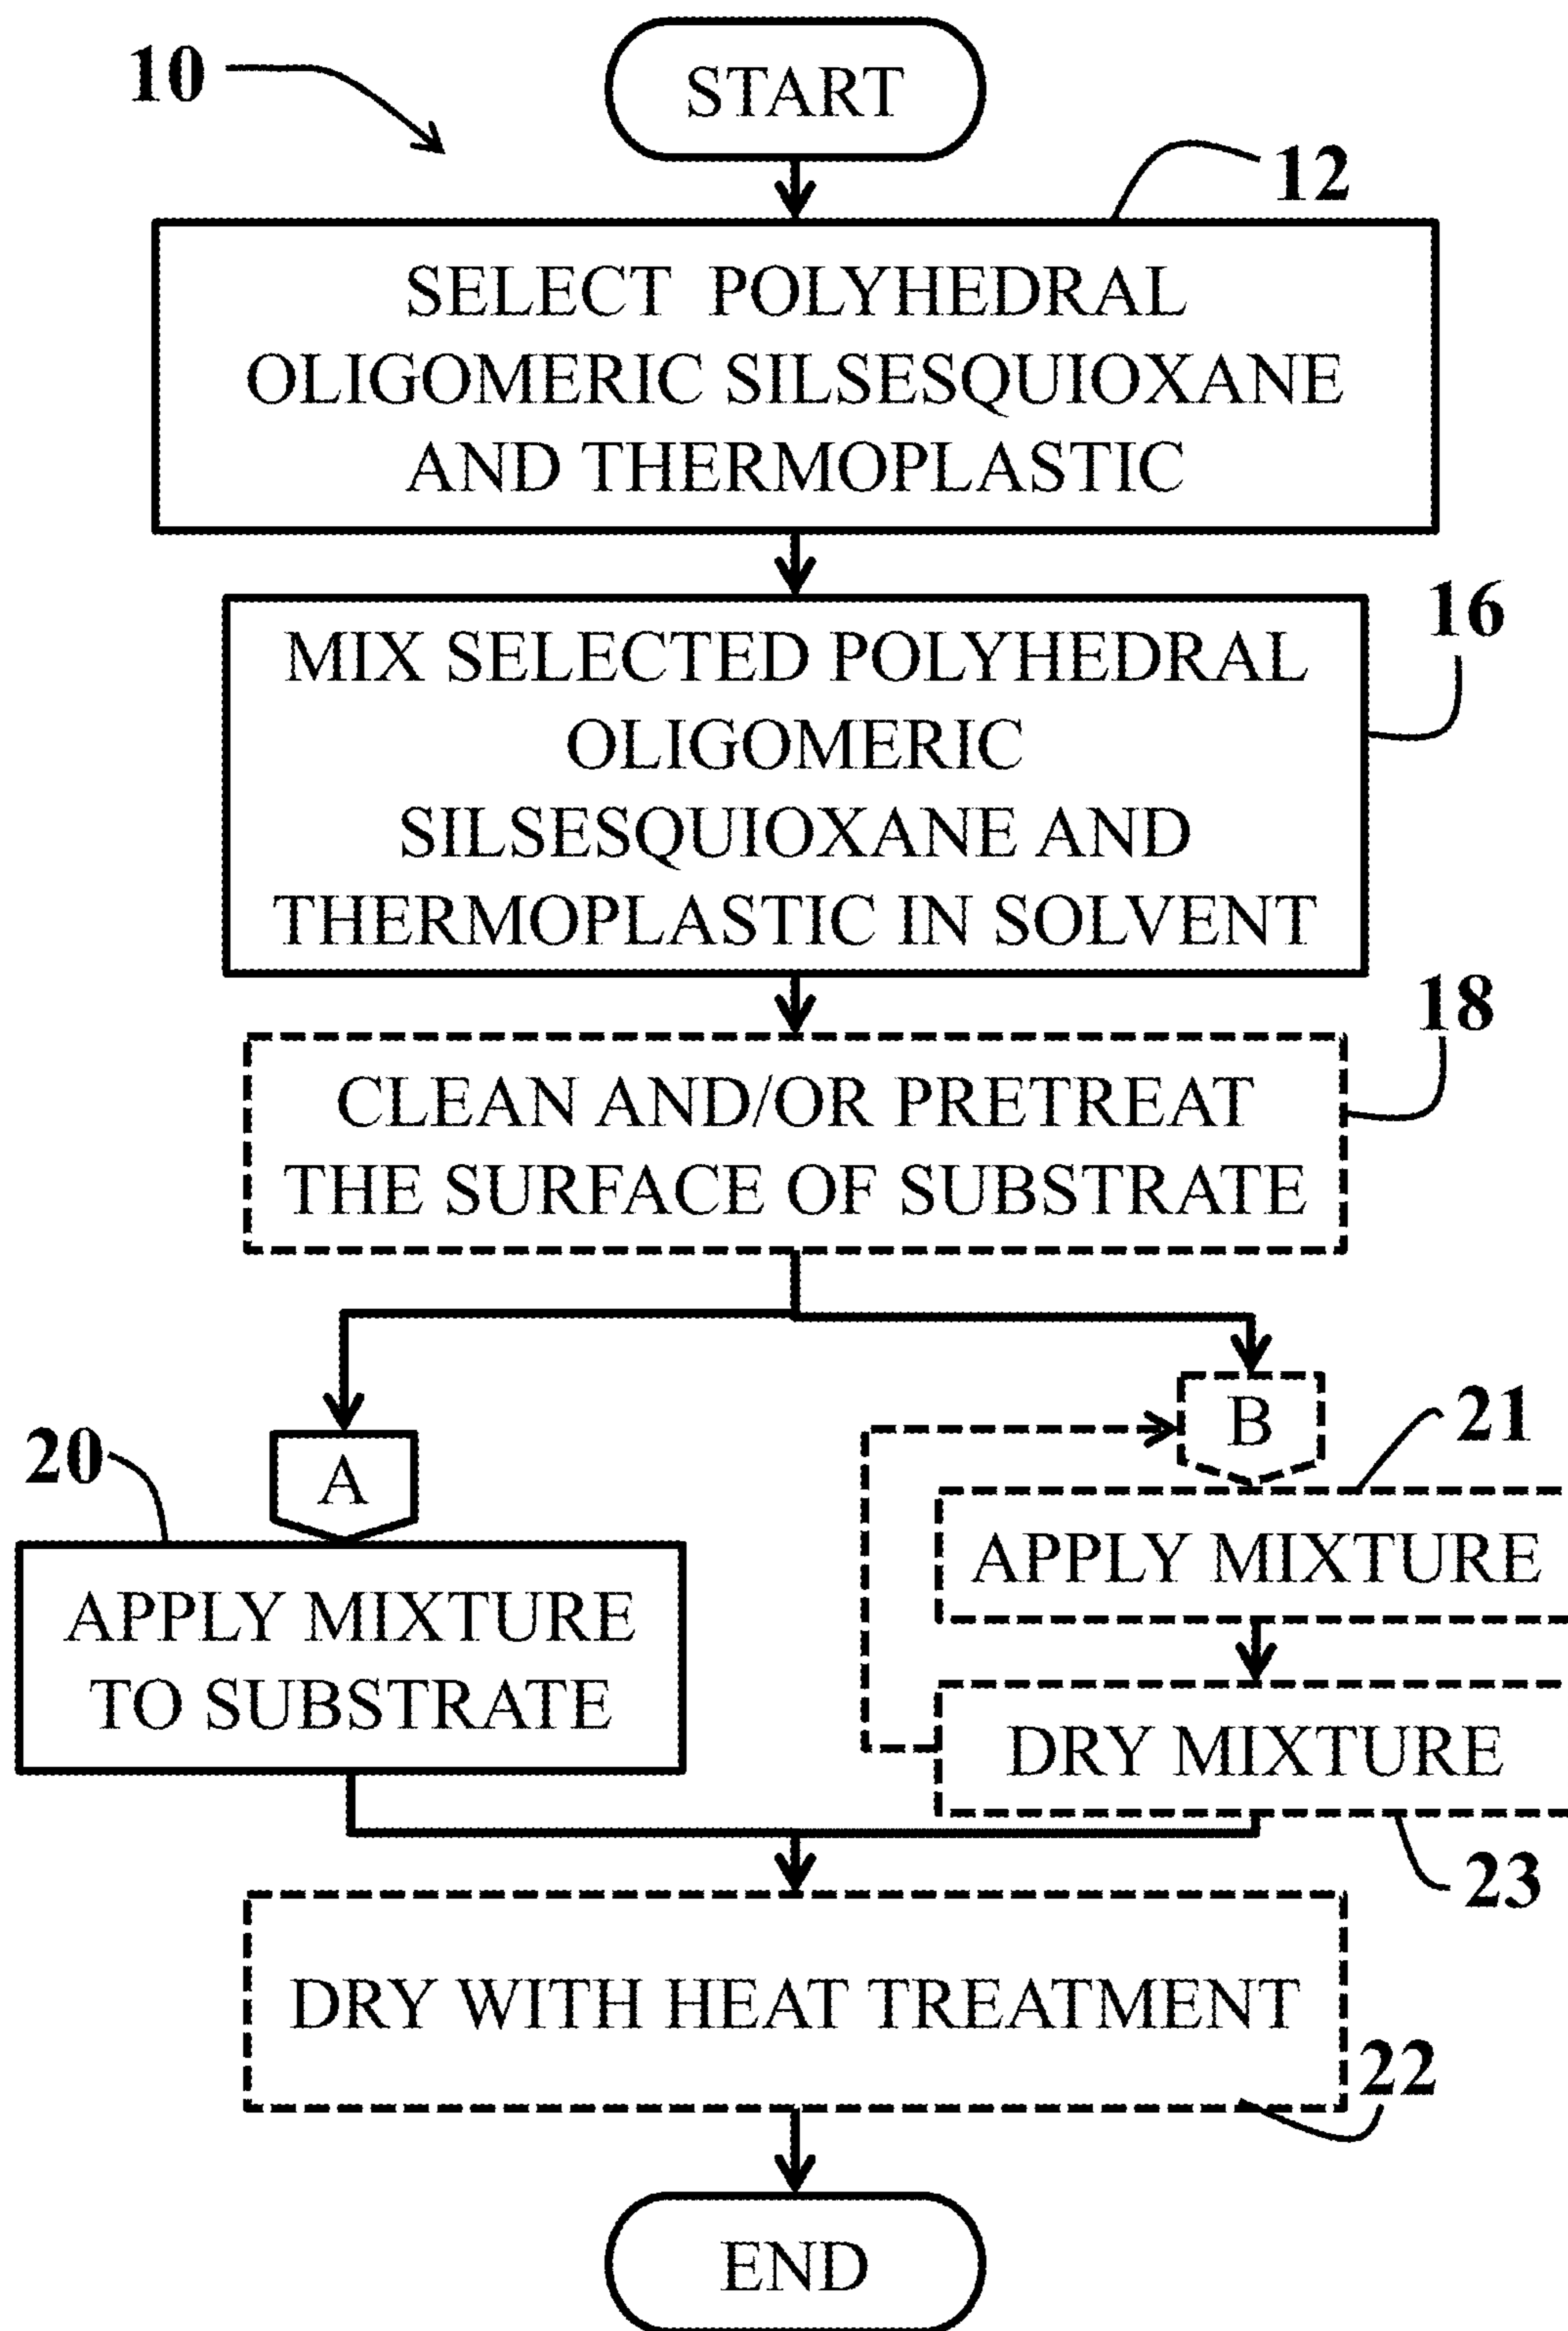 10
START
12
SELECT POLYHEDRAL
OLIGOMERIC SILSESQUIOXANE
AND THERMOPLASTIC
16
MIX SELECTED POLYHEDRAL
OLIGOMERIC
SILSESQUIOXANE AND
THERMOPLASTIC IN SOLVENT
18
CLEAN AND/OR PRETREAT
THE SURFACE OF SUBSTRATE
A
20
APPLY MIXTURE
TO SUBSTRATE
B
21
APPLY MIXTURE
DRY MIXTURE
23
DRY WITH HEAT TREATMENT
22
END